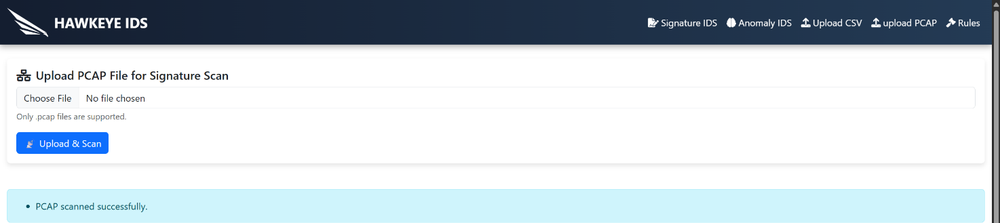 HAWKEYE IDS
Signature IDS Anomaly IDS Upload CSV upload PCAP Rules
Upload PCAP File for Signature Scan
Choose File No file chosen
Only .pcap files are supported.
Upload & Scan
• PCAP scanned successfully.